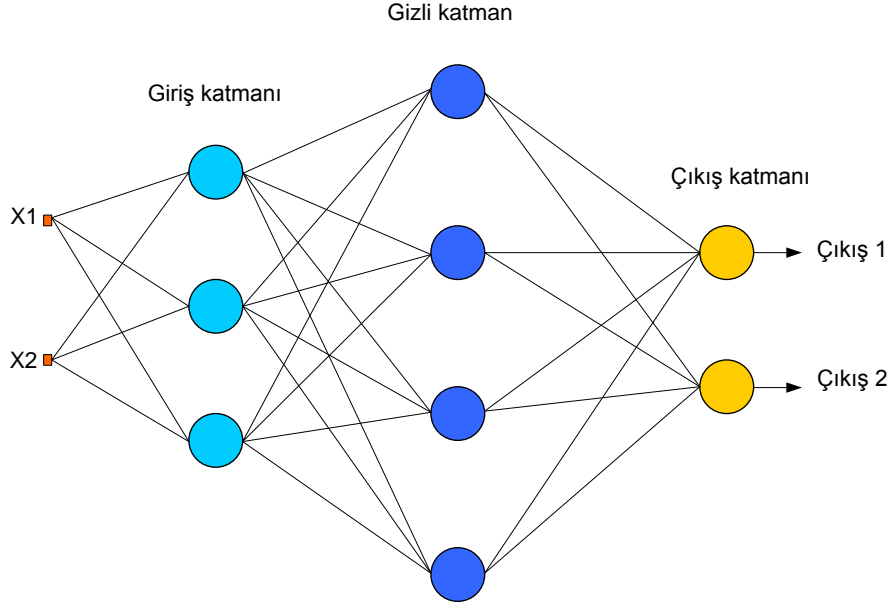 Gizli katman
Giriş katmanı
Çıkış katmanı
X1
Çıkış 1
X2
Çıkış 2